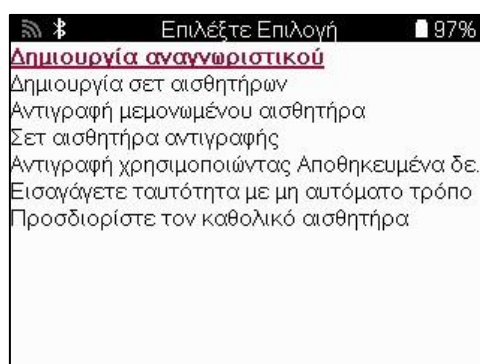 Επιλέξτε Επιλογή 97%
Δημιουργία αναγνωριστικού
Δημιουργία σετ αισθητήρων
Αντιγραφή μεμονωμένου αισθητήρα
Σετ αισθητήρα αντιγραφής
Αντιγραφή χρησιμοποιώντας Αποθηκευμένα δε.
Εισαγάγετε ταυτότητα με μη αυτόματο τρόπο
Προσδιορίστε τον καθολικό αισθητήρα